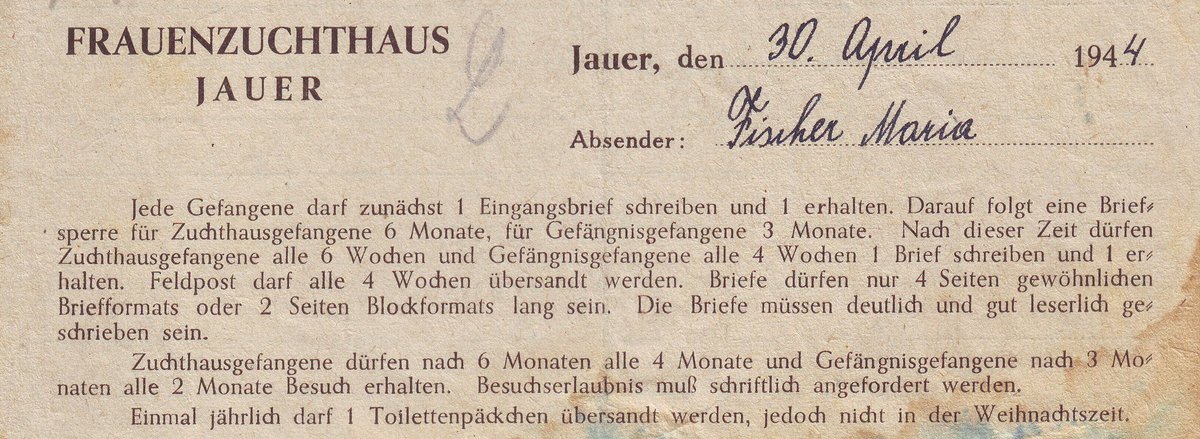 FRAUENZUCHTHAUS
JAUER
2
Jauer, den 30. April 1944
Absender: Fischer Maria
Jede Gefangene darf zunächst 1 Eingangsbrief schreiben und 1 erhalten. Darauf folgt eine Brief-
sperre für Zuchthausgefangene 6 Monate, für Gefängnisgefangene 3 Monate. Nach dieser Zeit dürfen
Zuchthausgefangene alle 6 Wochen und Gefängnisgefangene alle 4 Wochen 1 Brief schreiben und 1 er-
halten. Feldpost darf alle 4 Wochen übersandt werden. Briefe dürfen nur 4 Seiten gewöhnlichen
Briefformats oder 2 Seiten Blockformats lang sein. Die Briefe müssen deutlich und gut leserlich ge-
schrieben sein.
Zuchthausgefangene dürfen nach 6 Monaten alle 4 Monate und Gefängnisgefangene nach 3 Mo-
naten alle 2 Monate Besuch erhalten. Besuchserlaubnis muß schriftlich angefordert werden.
Einmal jährlich darf 1 Toilettenpäckchen übersandt werden, jedoch nicht in der Weihnachtszeit.